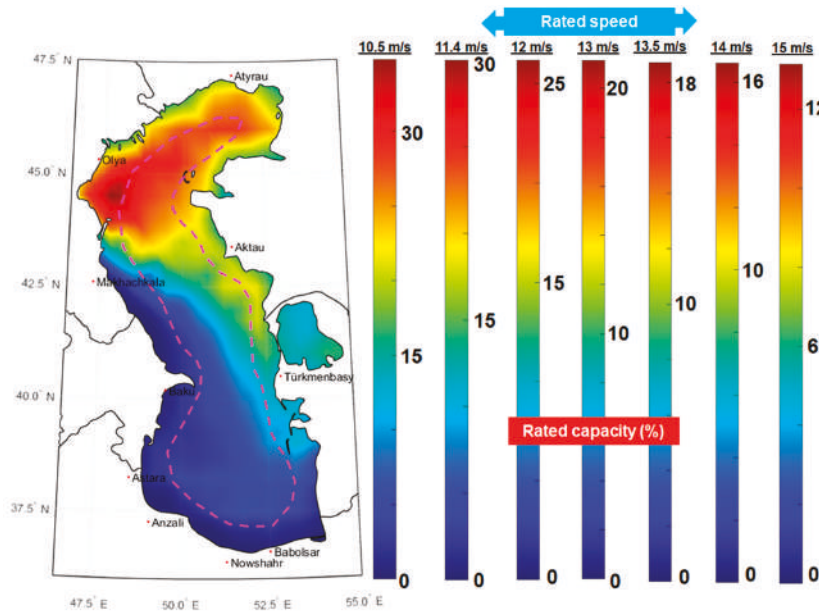 Rated speed
10.5 m/s 11.4 m/s 12 m/s 13 m/s 13.5 m/s 14 m/s 15 m/s
47.5° N
45.0° N
42.5° N
40.0° N
37.5° N
47.5° E 50.0° E 52.5° E 55.0° E
Atyrau
Olya
Aktau
Makhachkala
Türkmenbasy
Baku
Astara
Anzali
Babolsar
Nowshahr
30
15
0
30
15
0
25
15
0
20
10
0
18
10
0
16
10
0
12
6
0
Rated capacity (%)